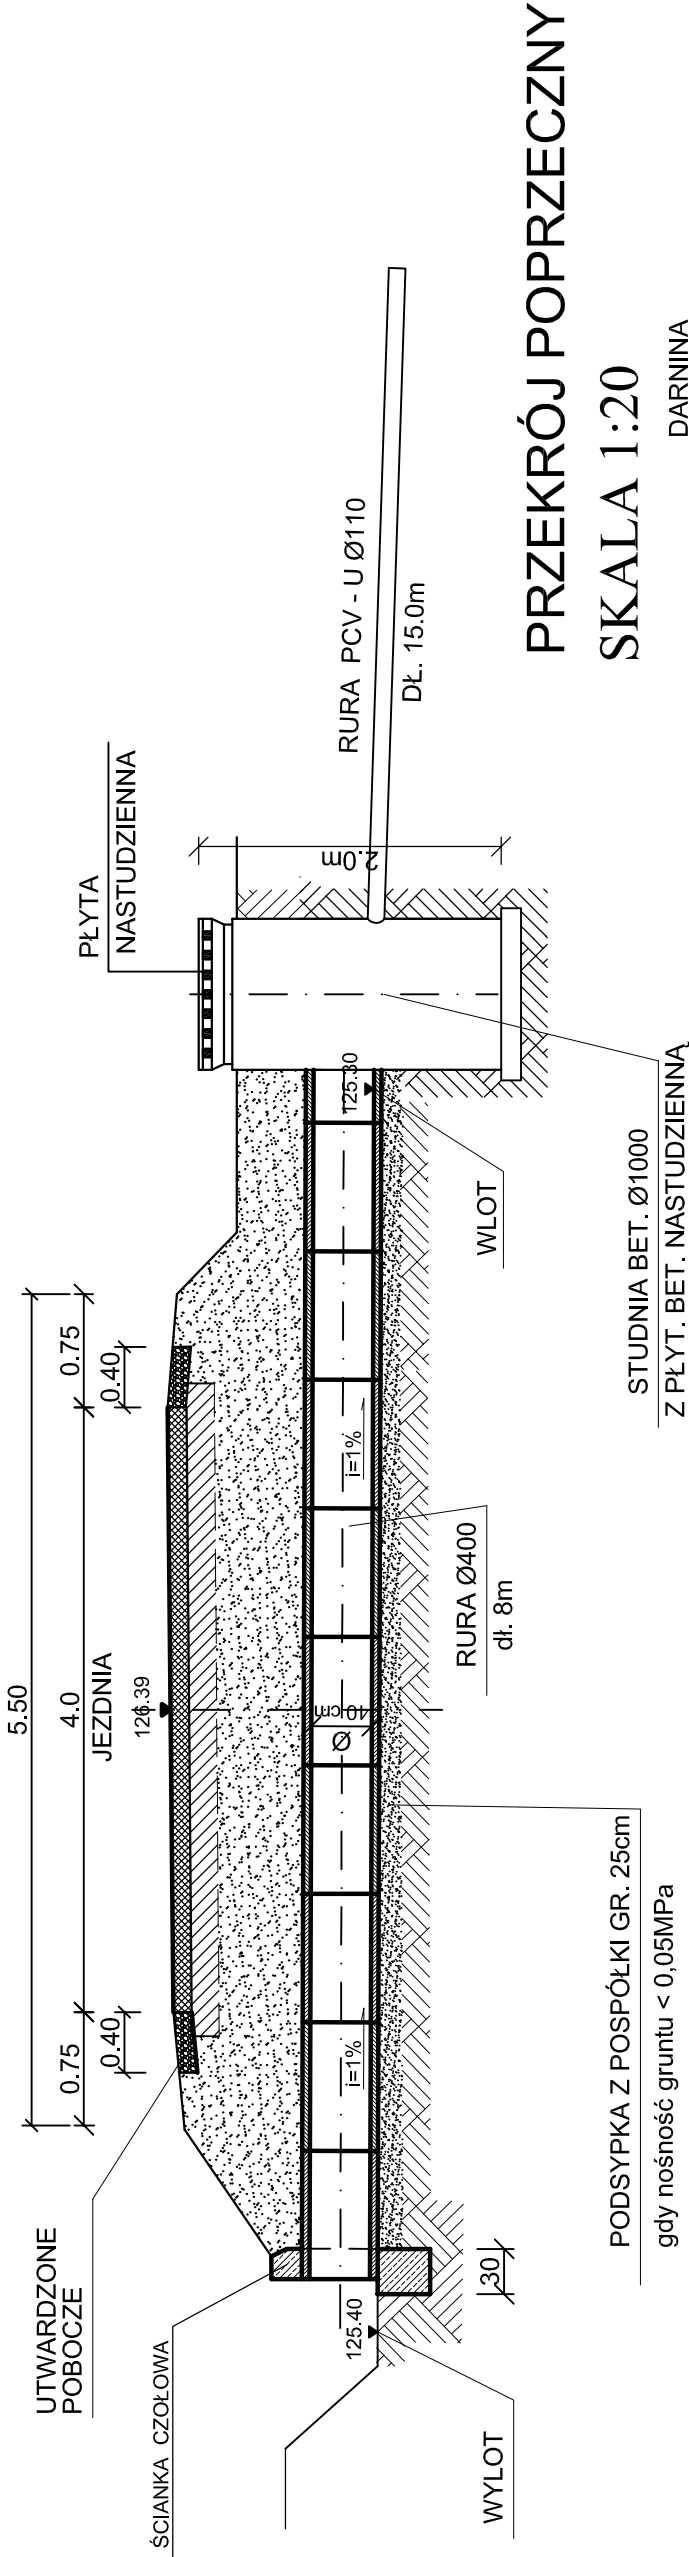 5.50
0.75
4.0
0.75
JEZDNIA
0.40
0.40
126.39
UTWARDZONE
POBOCZE
ŚCIANKA CZOŁOWA
PŁYTA
NASTUDZIENNA
2.0m
RURA PCV - U Ø110
DŁ. 15.0m
125.40
i=1%
Ø
40 cm
i=1%
125.30
WYLOT
30
RURA Ø400
dł. 8m
WLOT
PODSYPKA Z POSPÓŁKI GR. 25cm
gdy nośność gruntu < 0,05MPa
STUDNIA BET. Ø1000
Z PŁYT. BET. NASTUDZIENNĄ
PRZEKRÓJ POPRZECZNY
SKALA 1:20
DARNINA